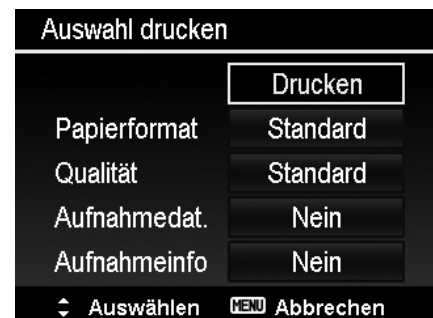 Auswahl drucken
Drucken
Papierformat Standard
Qualität Standard
Aufnahmedat. Nein
Aufnahmeinfo Nein
Auswählen MENU Abbrechen